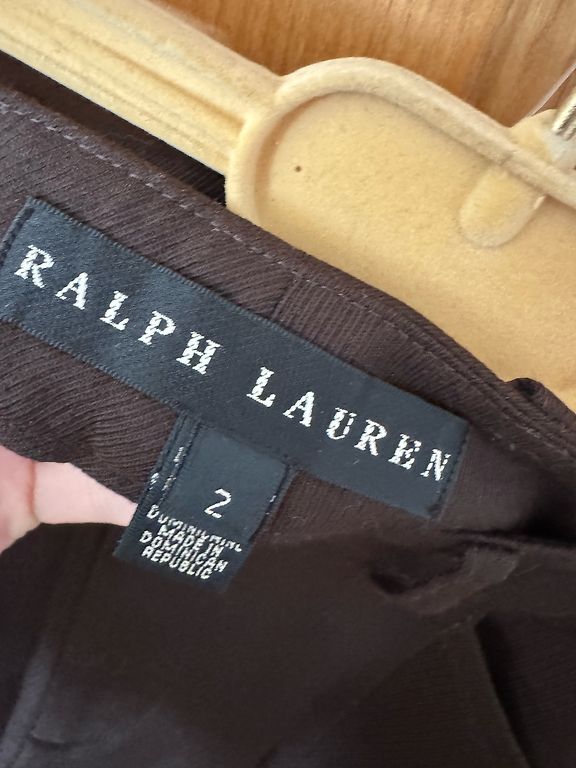 RALPH LAUREN
2
MADE IN
DOMINICAN
REPUBLIC